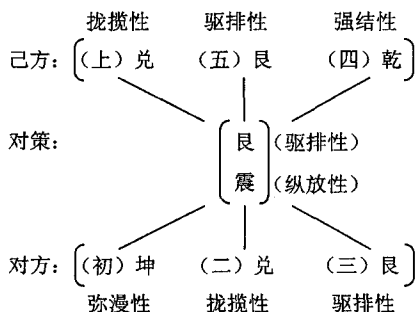 拢揽性 驱排性 强结性
己方：（上）兑 （五）艮 （四）乾
对策： 艮（驱排性）
震（纵放性）
对方：（初）坤 （二）兑 （三）艮
弥漫性 拢揽性 驱排性